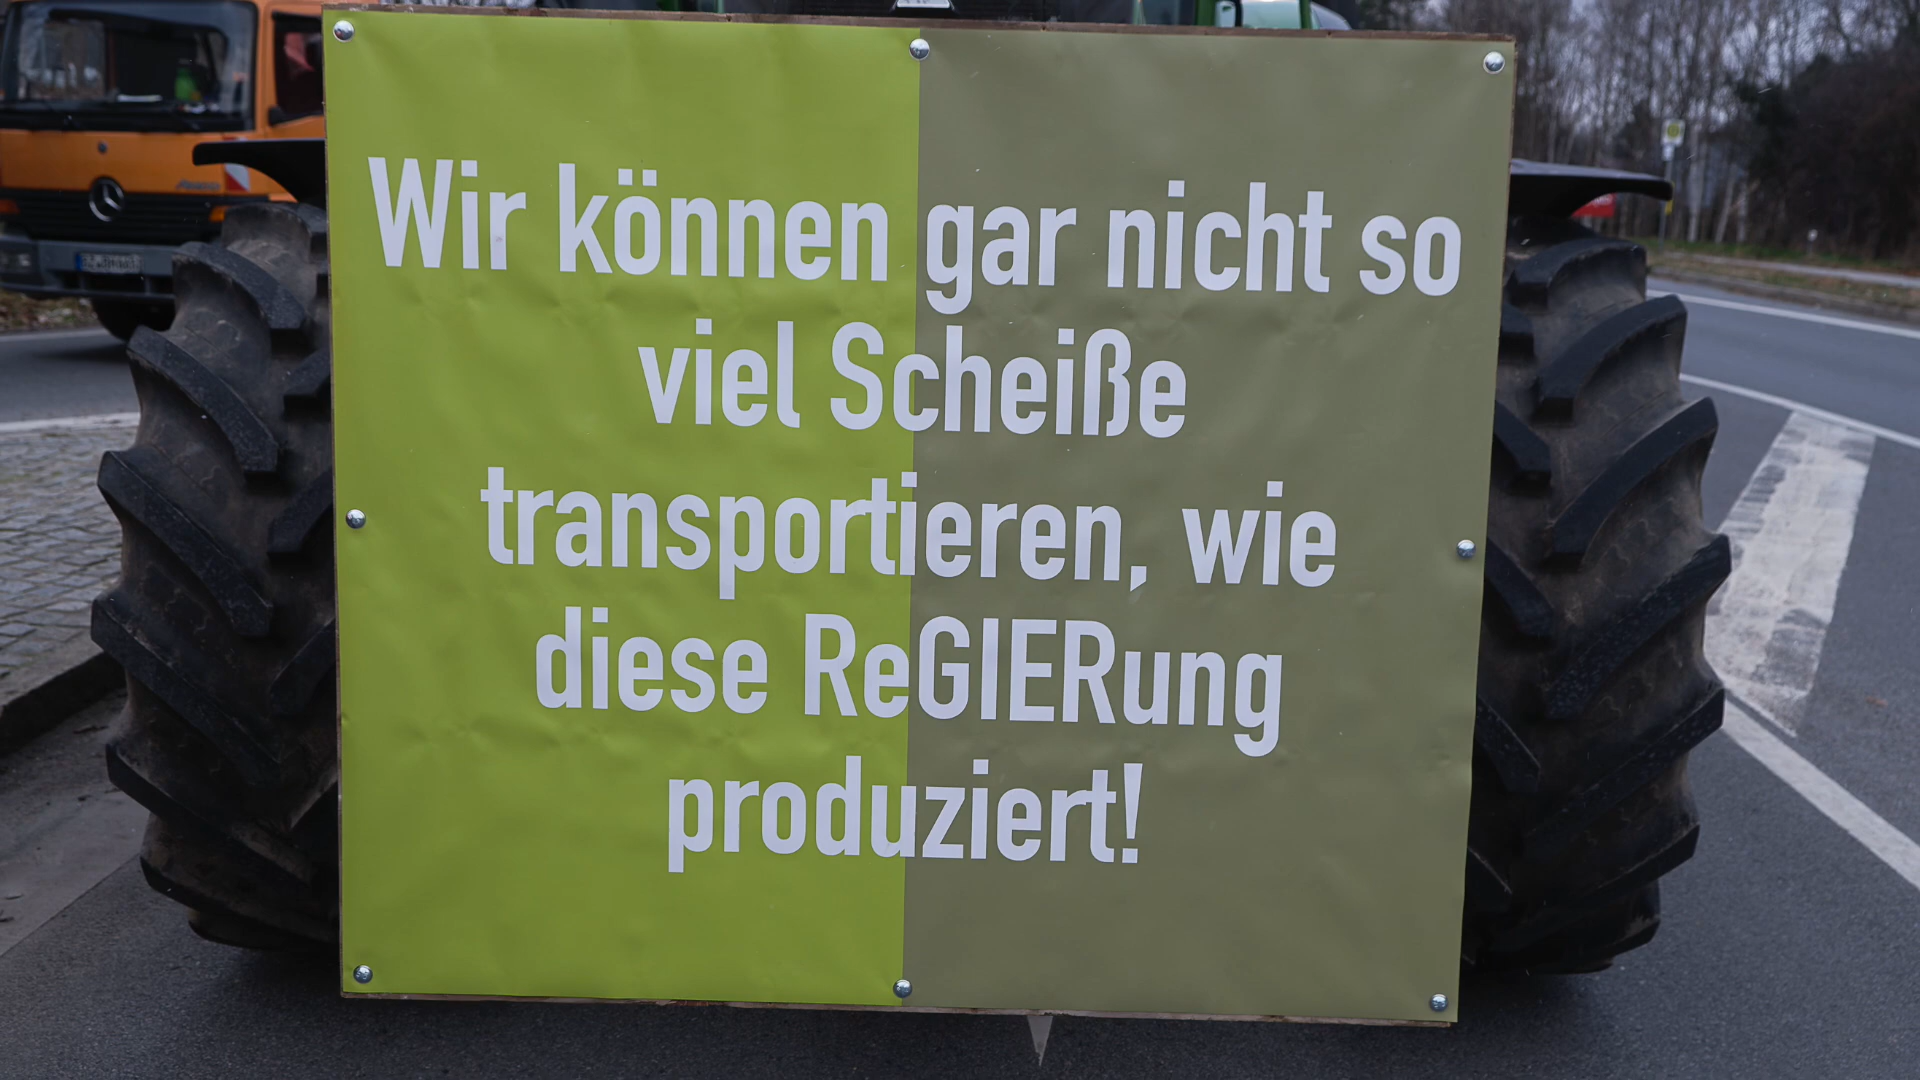 Wir können gar nicht so
viel Scheiße
transportieren, wie
diese ReGIERung
produziert!